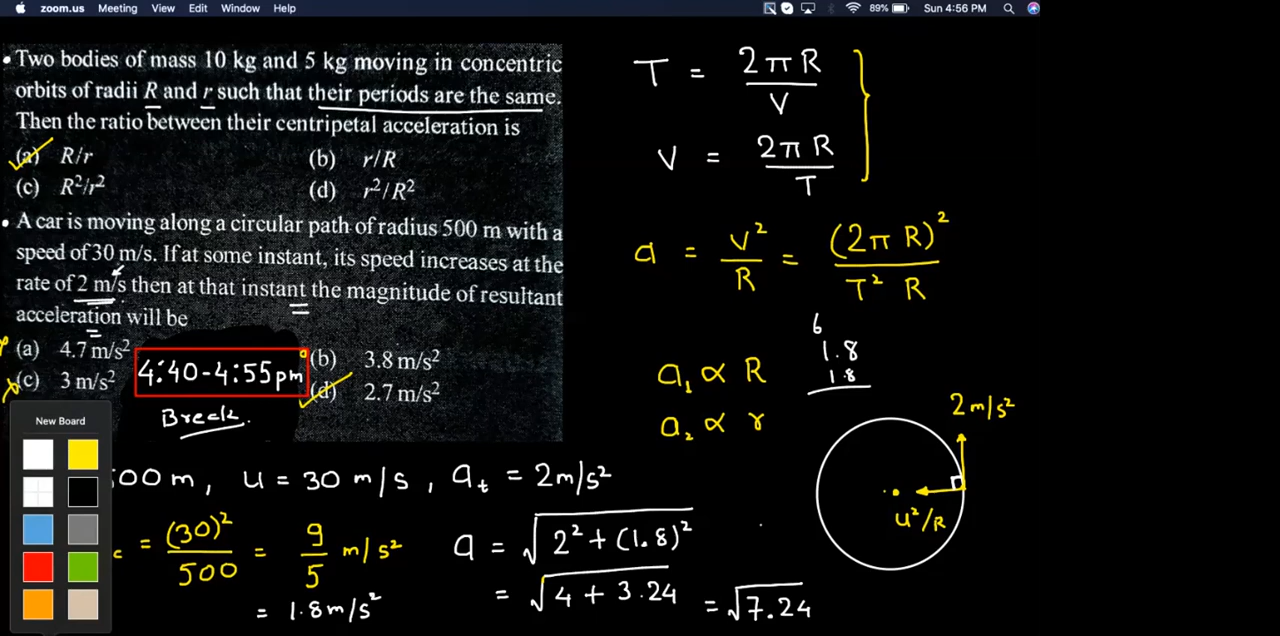 zoom.us Meeting View Edit Window Help 89% Sun 4:56 PM
• Two bodies of mass 10 kg and 5 kg moving in concentric
orbits of radii R and r such that their periods are the same.
Then the ratio between their centripetal acceleration is
(a) R/r (b) r/R
(c) R²/r² (d) r²/R²
• A car is moving along a circular path of radius 500 m with a
speed of 30 m/s. If at some instant, its speed increases at the
rate of 2 m/s then at that instant the magnitude of resultant
acceleration will be
(a) 4.7 m/s² (b) 3.8 m/s²
(c) 3 m/s² (d) 2.7 m/s²
4:40-4:55pm
Break.
New Board
T = 2πR/V
V = 2πR/T
a = V²/R = (2πR)²/T² R
a₁ ∝ R
a₂ ∝ r
6
1.8
1.8
2m/s²
u²/R
500 m, u = 30 m/s, aₜ = 2m/s²
c = (30)²/500 = 9/5 m/s²
= 1.8m/s²
a = √2² + (1.8)²
= √4 + 3.24 = √7.24